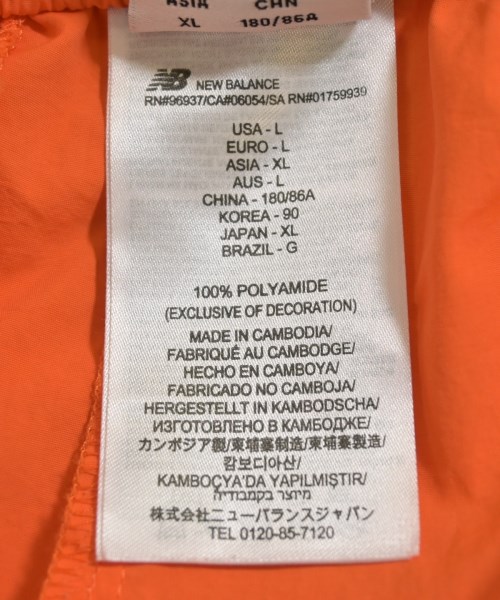 ASIA CHN
XL 180/86A
NB NEW BALANCE
RN#96937/CA#06054/SA RN#01759939
USA - L
EURO - L
ASIA - XL
AUS - L
CHINA - 180/86A
KOREA - 90
JAPAN - XL
BRAZIL - G
100% POLYAMIDE
(EXCLUSIVE OF DECORATION)
MADE IN CAMBODIA/
FABRIQUÉ AU CAMBODGE/
HECHO EN CAMBOYA/
FABRICADO NO CAMBOJA/
HERGESTELLT IN KAMBODSCHA/
ИЗГОТОВЛЕНО В КАМБОДЖЕ/
カンボジア製/柬埔寨制造/柬埔寨製造/
캄보디아산/
KAMBOÇYA'DA YAPILMIŞTIR/
מיוצר בקמבודיה
株式会社ニューバランスジャパン
TEL 0120-85-7120